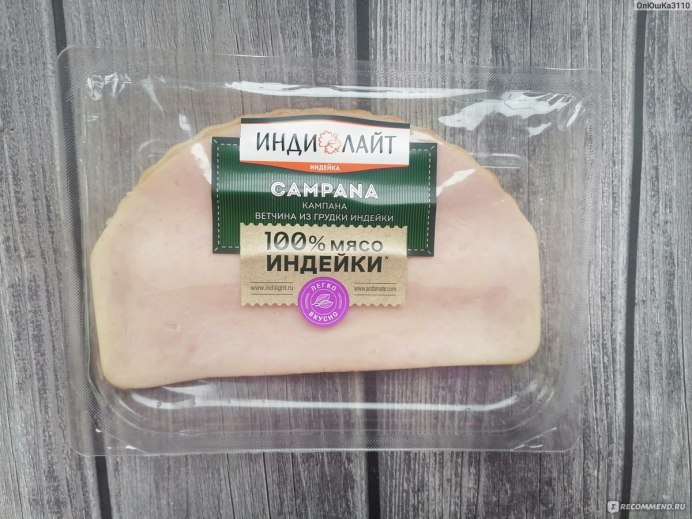 ОлЮшКа3110
ИНДИЛАЙТ
ИНДЕЙКА
CAMPANA
КАМПАНА
ВЕТЧИНА ИЗ ГРУДКИ ИНДЕЙКИ
100% МЯСО
ИНДЕЙКИ*
www.indilight.ru www.andamure.com
ЛЕГКО
ВКУСНО
IRECOMMEND.RU